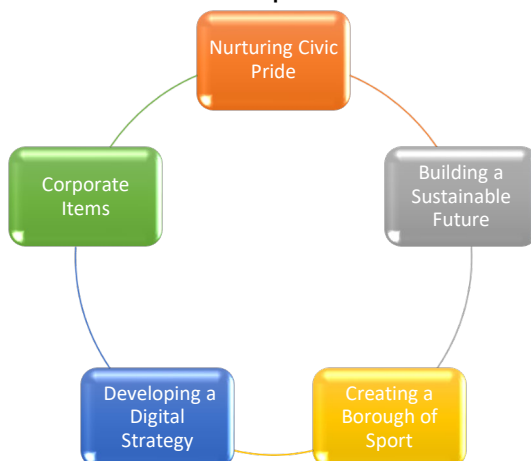 Nurturing Civic
Pride
Building a
Sustainable
Future
Creating a
Borough of
Sport
Developing a
Digital
Strategy
Corporate
Items